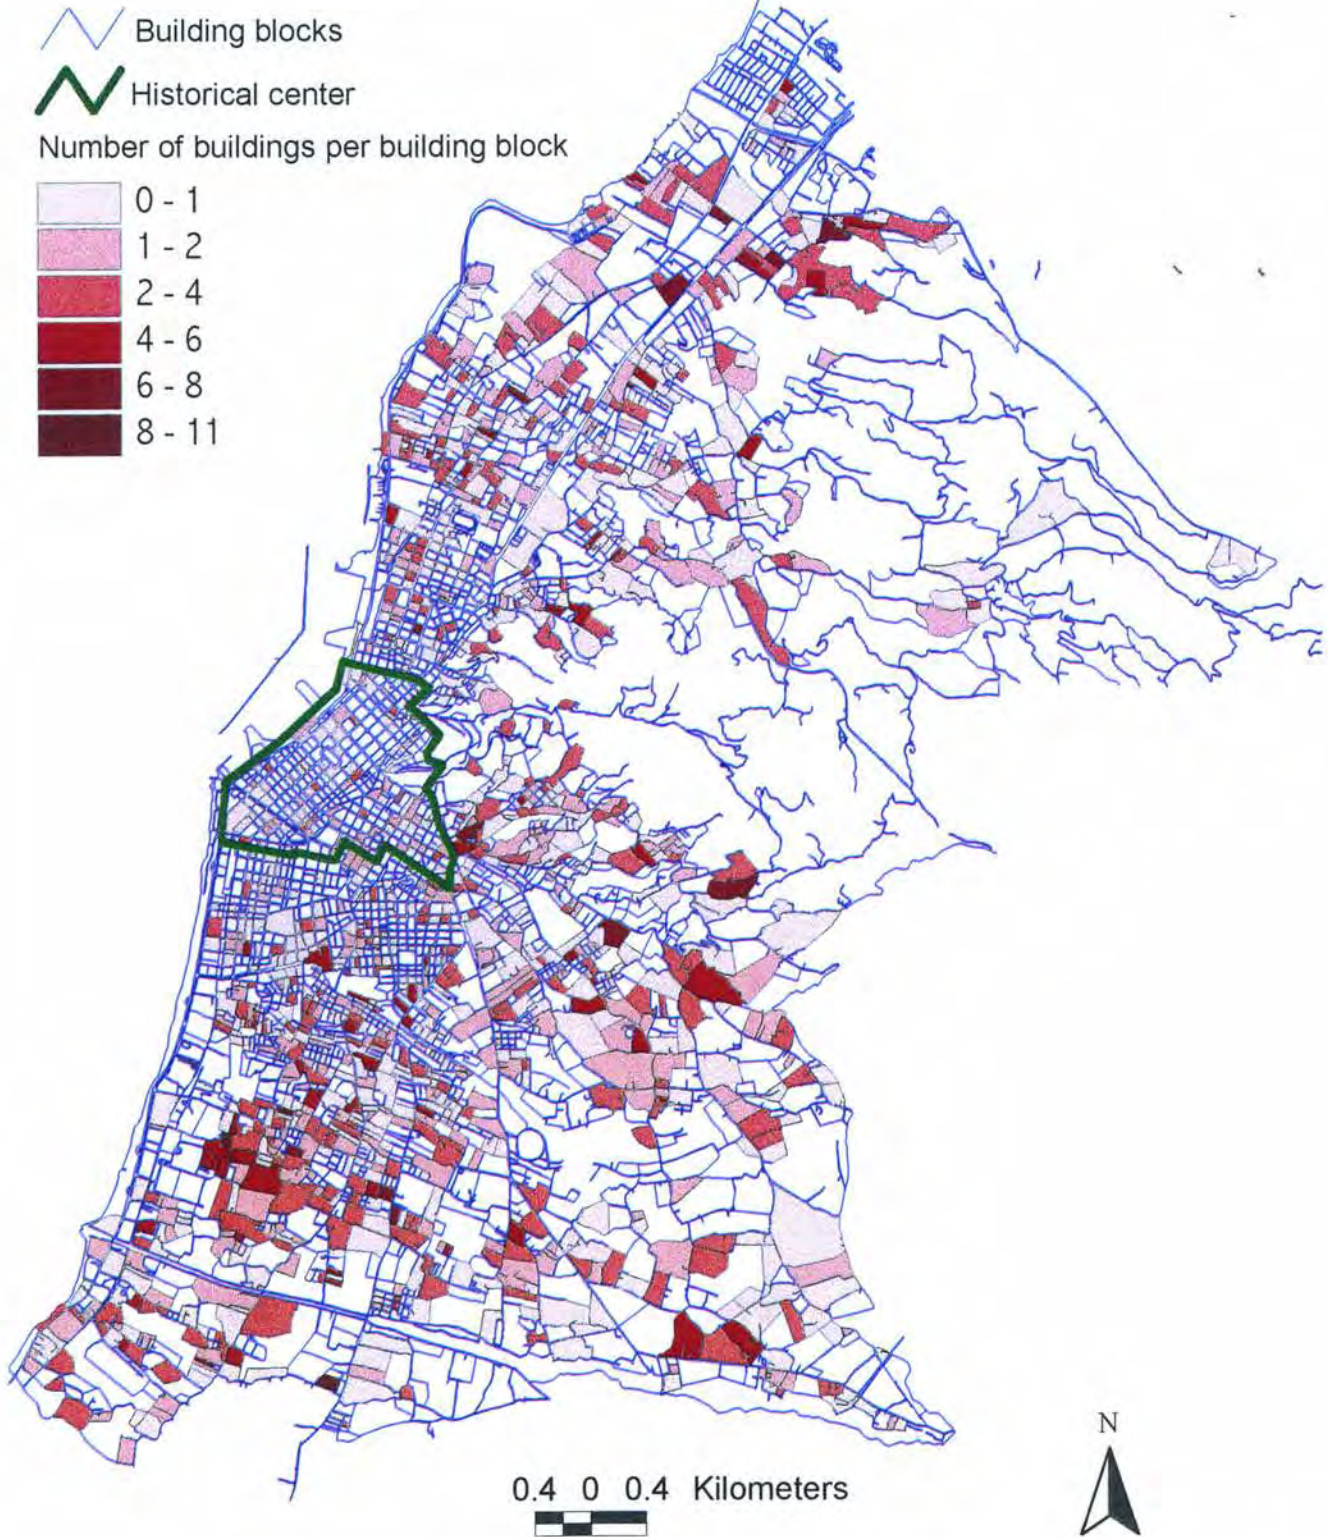 Building blocks
Historical center
Number of buildings per building block
0 - 1
1 - 2
2 - 4
4 - 6
6 - 8
8 - 11
N
0.4 0 0.4 Kilometers